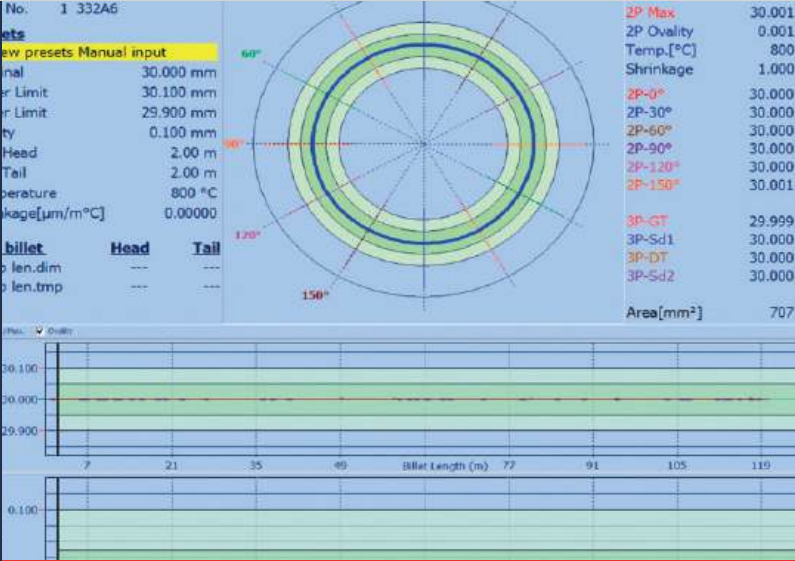 No. 1 332A6
ets
ew presets Manual input
inal 30.000 mm
er Limit 30.100 mm
er Limit 29.900 mm
ty 0.100 mm
Head 2.00 m
Tail 2.00 m
perature 800 °C
nkage[µm/m°C] 0.00000
billet Head Tail
o len.dim --- ---
o len.tmp --- ---
60°
90°
120°
150°
2P Max 30.001
2P Ovality 0.001
Temp.[°C] 800
Shrinkage 1.000
2P-0° 30.000
2P-30° 30.000
2P-60° 30.000
2P-90° 30.000
2P-120° 30.000
2P-150° 30.001
3P-GT 29.999
3P-Sd1 30.000
3P-DT 30.000
3P-Sd2 30.000
Area[mm²] 707
Ovality
30.100
30.000
29.900
7 21 35 49 Billet Length (m) 77 91 105 119
0.100